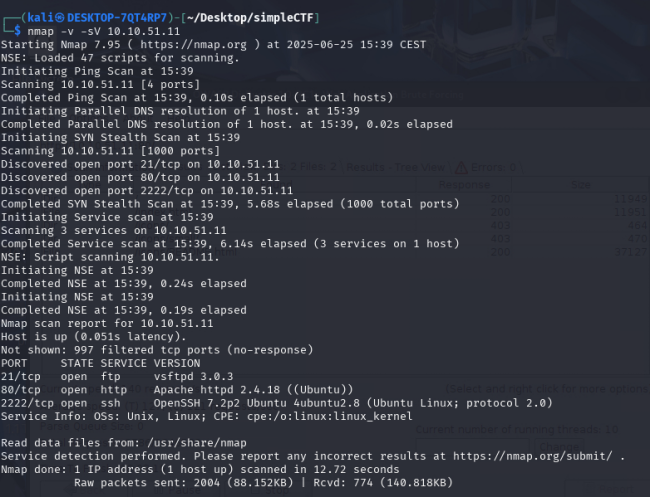 ┌──(kali㉿DESKTOP-7QT4RP7)-[~/Desktop/simpleCTF]
└─$ nmap -v -sV 10.10.51.11
Starting Nmap 7.95 ( https://nmap.org ) at 2025-06-25 15:39 CEST
NSE: Loaded 47 scripts for scanning.
Initiating Ping Scan at 15:39
Scanning 10.10.51.11 [4 ports]
Completed Ping Scan at 15:39, 0.10s elapsed (1 total hosts)
Initiating Parallel DNS resolution of 1 host. at 15:39
Completed Parallel DNS resolution of 1 host. at 15:39, 0.02s elapsed
Initiating SYN Stealth Scan at 15:39
Scanning 10.10.51.11 [1000 ports]
Discovered open port 21/tcp on 10.10.51.11
Discovered open port 80/tcp on 10.10.51.11
Discovered open port 2222/tcp on 10.10.51.11
Completed SYN Stealth Scan at 15:39, 5.68s elapsed (1000 total ports)
Initiating Service scan at 15:39
Scanning 3 services on 10.10.51.11
Completed Service scan at 15:39, 6.14s elapsed (3 services on 1 host)
NSE: Script scanning 10.10.51.11.
Initiating NSE at 15:39
Completed NSE at 15:39, 0.24s elapsed
Initiating NSE at 15:39
Completed NSE at 15:39, 0.19s elapsed
Nmap scan report for 10.10.51.11
Host is up (0.051s latency).
Not shown: 997 filtered tcp ports (no-response)
PORT     STATE SERVICE VERSION
21/tcp   open  ftp     vsftpd 3.0.3
80/tcp   open  http    Apache httpd 2.4.18 ((Ubuntu))
2222/tcp open  ssh     OpenSSH 7.2p2 Ubuntu 4ubuntu2.8 (Ubuntu Linux; protocol 2.0)
Service Info: OSs: Unix, Linux; CPE: cpe:/o:linux:linux_kernel

Read data files from: /usr/share/nmap
Service detection performed. Please report any incorrect results at https://nmap.org/submit/ .
Nmap done: 1 IP address (1 host up) scanned in 12.72 seconds
           Raw packets sent: 2004 (88.152KB) | Rcvd: 774 (140.818KB)